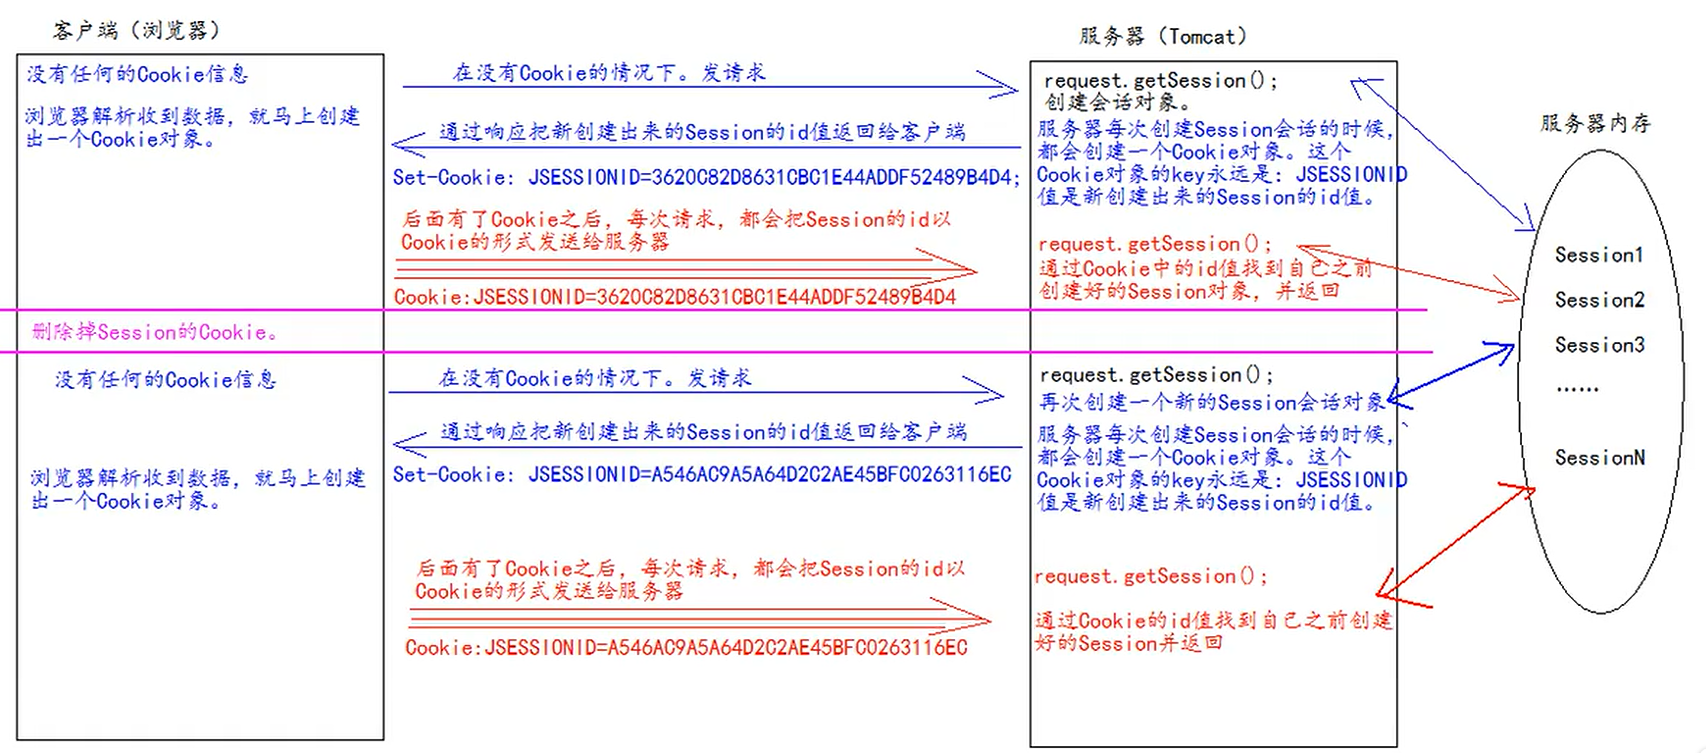 客户端（浏览器）
服务器（Tomcat）
没有任何的Cookie信息
浏览器解析收到数据，就马上创建
出一个Cookie对象。
在没有Cookie的情况下。发请求
通过响应把新创建出来的Session的id值返回给客户端
Set-Cookie: JSESSIONID=3620C82D8631CBC1E44ADDF52489B4D4;
后面有了Cookie之后，每次请求，都会把Session的id以
Cookie的形式发送给服务器
Cookie:JSESSIONID=3620C82D8631CBC1E44ADDF52489B4D4
request.getSession();
创建会话对象。
服务器每次创建Session会话的时候，
都会创建一个Cookie对象。这个
Cookie对象的key永远是：JSESSIONID
值是新创建出来的Session的id值。
request.getSession();
通过Cookie中的id值找到自己之前
创建好的Session对象，并返回
服务器内存
Session1
Session2
Session3
......
SessionN
删除掉Session的Cookie。
没有任何的Cookie信息
浏览器解析收到数据，就马上创建
出一个Cookie对象。
在没有Cookie的情况下。发请求
通过响应把新创建出来的Session的id值返回给客户端
Set-Cookie: JSESSIONID=A546AC9A5A64D2C2AE45BFC0263116EC
后面有了Cookie之后，每次请求，都会把Session的id以
Cookie的形式发送给服务器
Cookie:JSESSIONID=A546AC9A5A64D2C2AE45BFC0263116EC
request.getSession();
再次创建一个新的Session会话对象
服务器每次创建Session会话的时候，
都会创建一个Cookie对象。这个
Cookie对象的key永远是：JSESSIONID
值是新创建出来的Session的id值。
request.getSession();
通过Cookie的id值找到自己之前创建
好的Session并返回